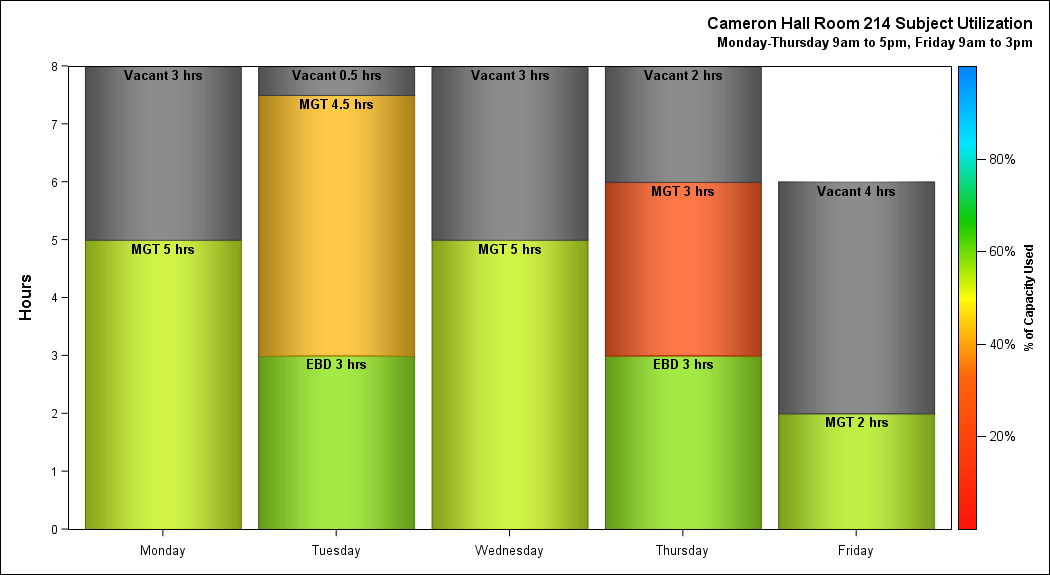 Cameron Hall Room 214 Subject Utilization
Monday-Thursday 9am to 5pm, Friday 9am to 3pm
Hours
8
7
6
5
4
3
2
1
0
Vacant 3 hrs
MGT 5 hrs
Vacant 0.5 hrs
MGT 4.5 hrs
EBD 3 hrs
Vacant 3 hrs
MGT 5 hrs
Vacant 2 hrs
MGT 3 hrs
EBD 3 hrs
Vacant 4 hrs
MGT 2 hrs
Monday
Tuesday
Wednesday
Thursday
Friday
80%
60%
40%
20%
% of Capacity Used